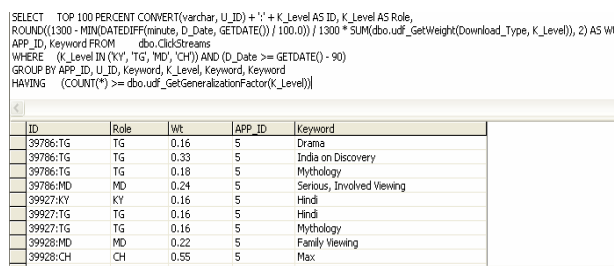 SELECT TOP 100 PERCENT CONVERT(varchar, U_ID) + ':' + K_Level AS ID, K_Level AS Role,
ROUND((1300 - MIN(DATEDIFF(minute, D_Date, GETDATE()) / 100.0)) / 1300 * SUM(dbo.udf_GetWeight(Download_Type, K_Level)), 2) AS Wt
APP_ID, Keyword FROM dbo.ClickStreams
WHERE (K_Level IN ('KY', 'TG', 'MD', 'CH')) AND (D_Date >= GETDATE() - 90)
GROUP BY APP_ID, U_ID, Keyword, K_Level, Keyword, Keyword
HAVING (COUNT(*) >= dbo.udf_GetGeneralizationFactor(K_Level))
ID Role Wt APP_ID Keyword
39786:TG TG 0.16 5 Drama
39786:TG TG 0.33 5 India on Discovery
39786:TG TG 0.18 5 Mythology
39786:MD MD 0.24 5 Serious, Involved Viewing
39927:KY KY 0.16 5 Hindi
39927:TG TG 0.16 5 Hindi
39927:TG TG 0.16 5 Mythology
39928:MD MD 0.22 5 Family Viewing
39928:CH CH 0.55 5 Max